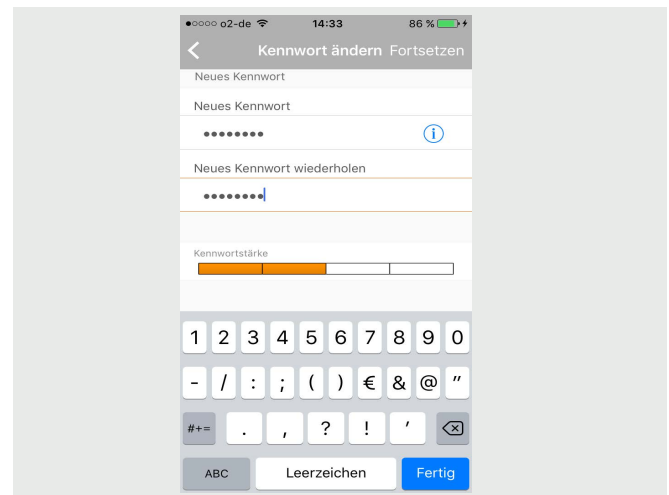 o2-de 14:33 86 %
Kennwort ändern Fortsetzen
Neues Kennwort
Neues Kennwort
••••••••
Neues Kennwort wiederholen
••••••••
Kennwortstärke
1 2 3 4 5 6 7 8 9 0
- / : ; ( ) € & @ "
#+= . , ? ! '
ABC Leerzeichen Fertig